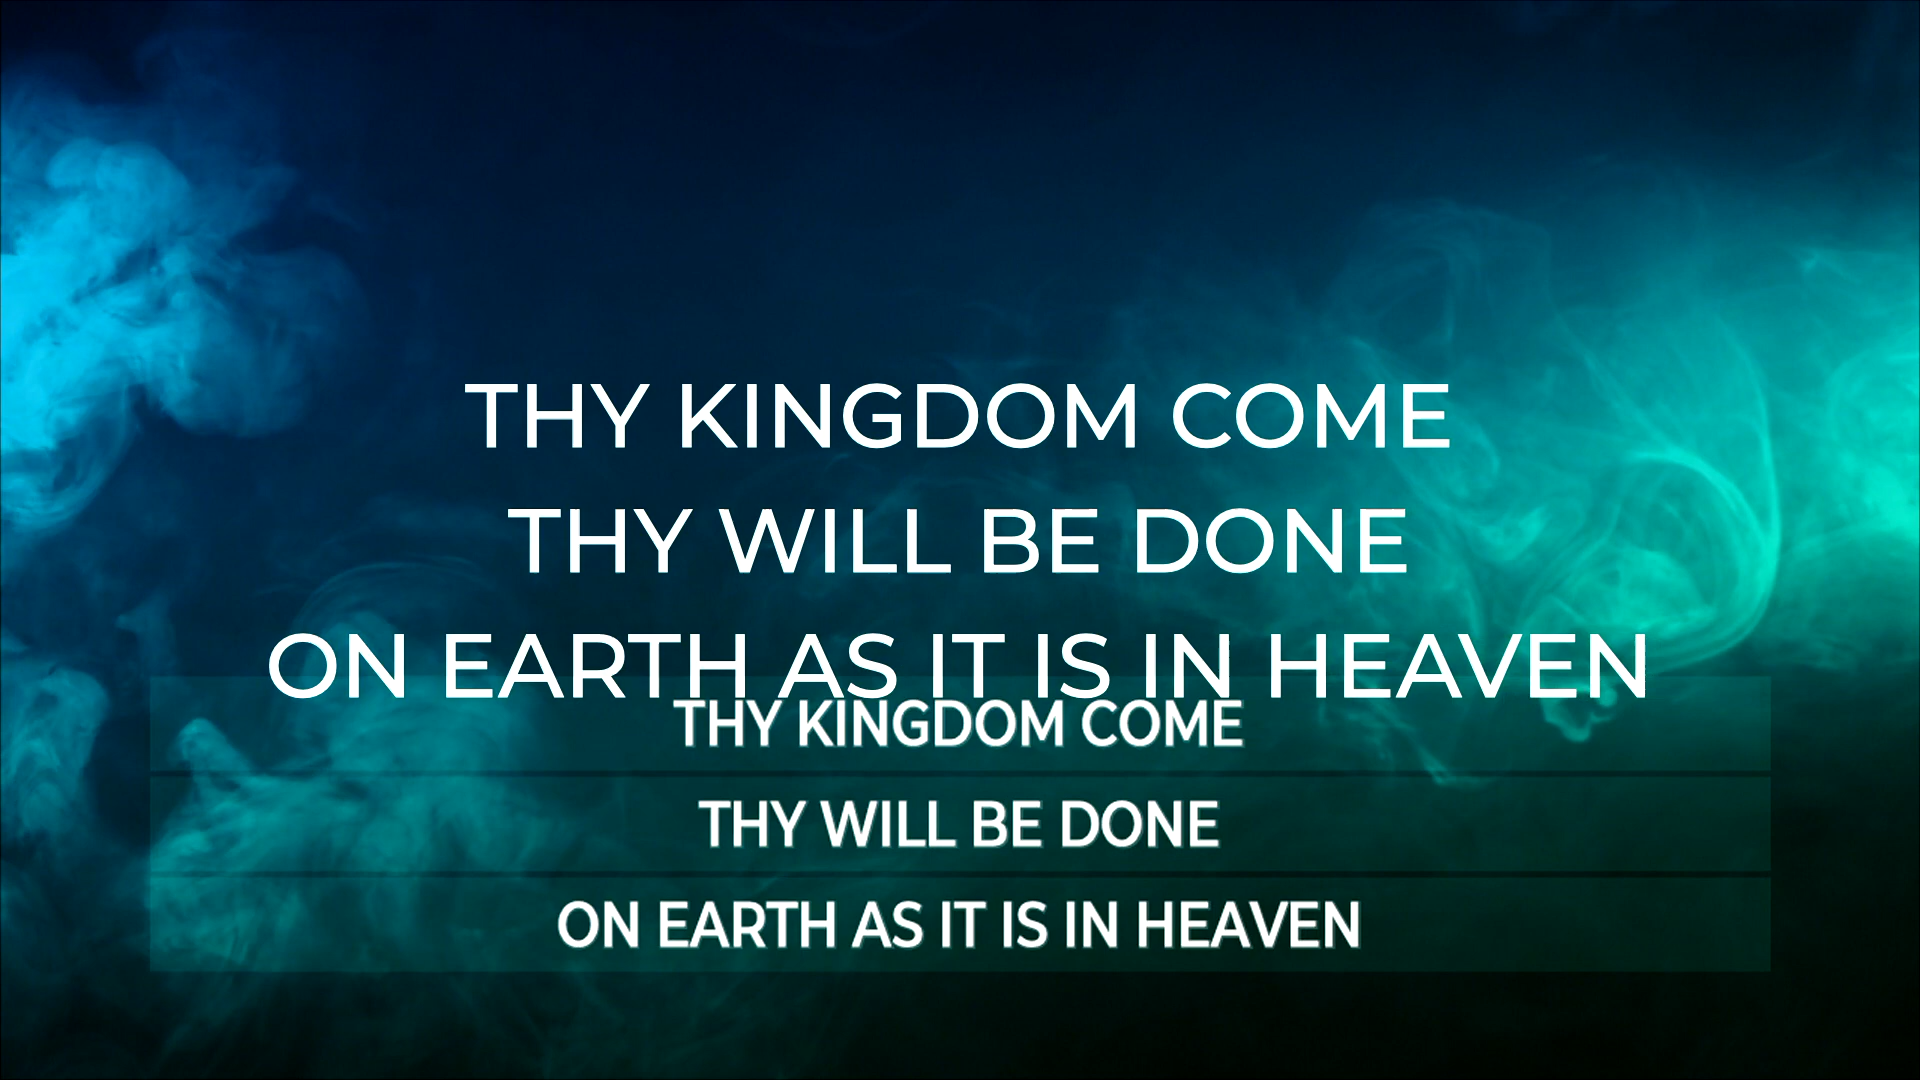 THY KINGDOM COME
THY WILL BE DONE
ON EARTH AS IT IS IN HEAVEN
THY KINGDOM COME
THY WILL BE DONE
ON EARTH AS IT IS IN HEAVEN